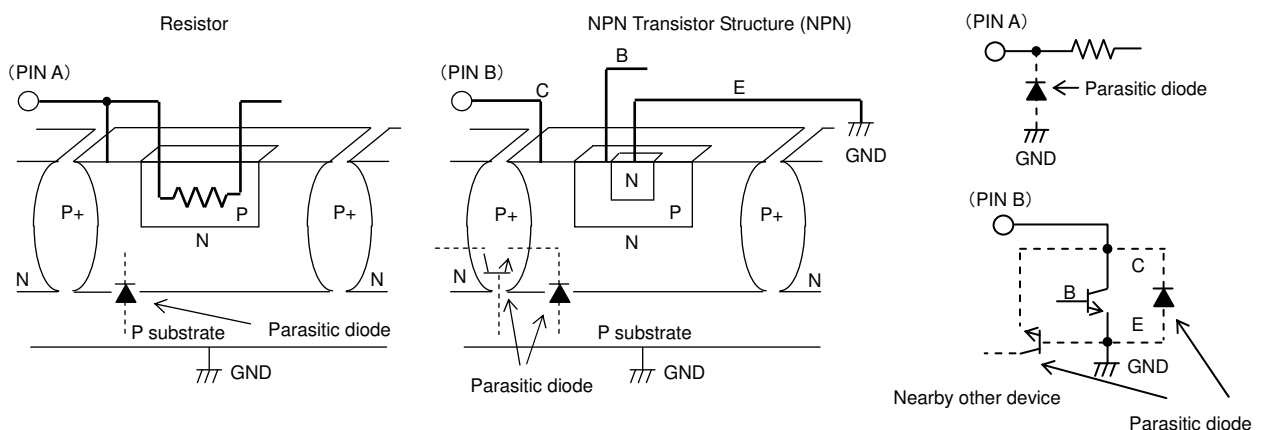 Resistor
(PIN A)
P+
P
P+
N
N
N
P substrate
Parasitic diode
GND
NPN Transistor Structure (NPN)
(PIN B)
B
C
E
GND
N
P+
P
P+
N
N
N
P substrate
Parasitic diode
GND
(PIN A)
Parasitic diode
GND
(PIN B)
C
B
E
GND
Nearby other device
Parasitic diode